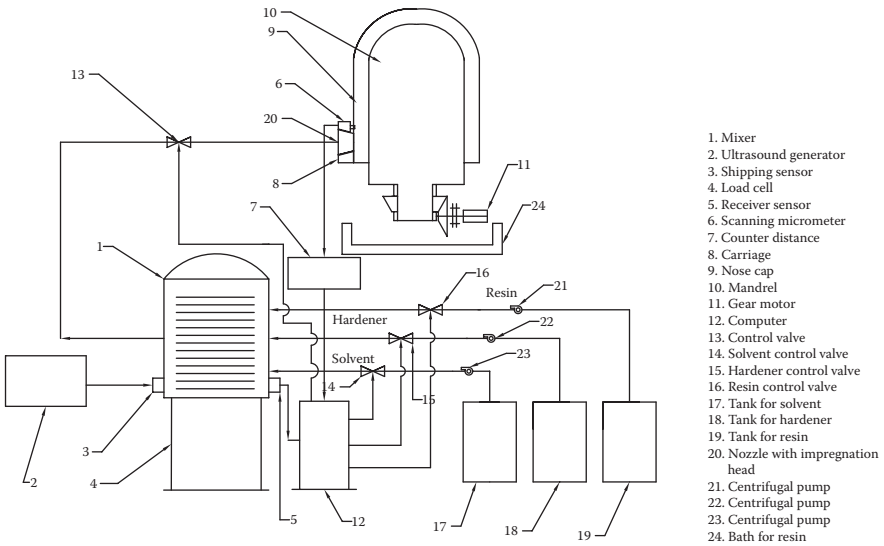 10
9
13
6
20
11
8
24
7
1
16
Resin
21
Hardener
22
Solvent
23
14
15
3
2
4
5
12
17
18
19
1. Mixer
2. Ultrasound generator
3. Shipping sensor
4. Load cell
5. Receiver sensor
6. Scanning micrometer
7. Counter distance
8. Carriage
9. Nose cap
10. Mandrel
11. Gear motor
12. Computer
13. Control valve
14. Solvent control valve
15. Hardener control valve
16. Resin control valve
17. Tank for solvent
18. Tank for hardener
19. Tank for resin
20. Nozzle with impregnation
head
21. Centrifugal pump
22. Centrifugal pump
23. Centrifugal pump
24. Bath for resin